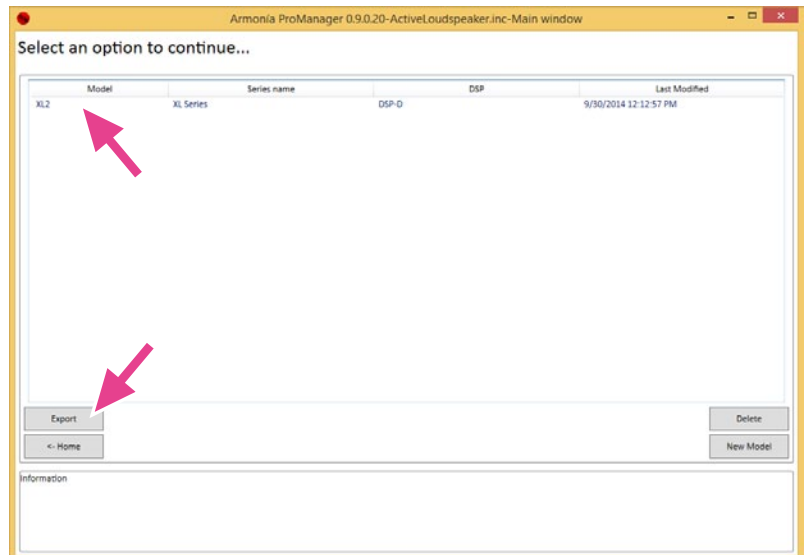 Armonía ProManager 0.9.0.20-ActiveLoudspeaker.inc-Main window
Select an option to continue...
Model Series name DSP Last Modified
XL2 XL Series DSP-D 9/30/2014 12:12:57 PM
Export Delete
<- Home New Model
Information